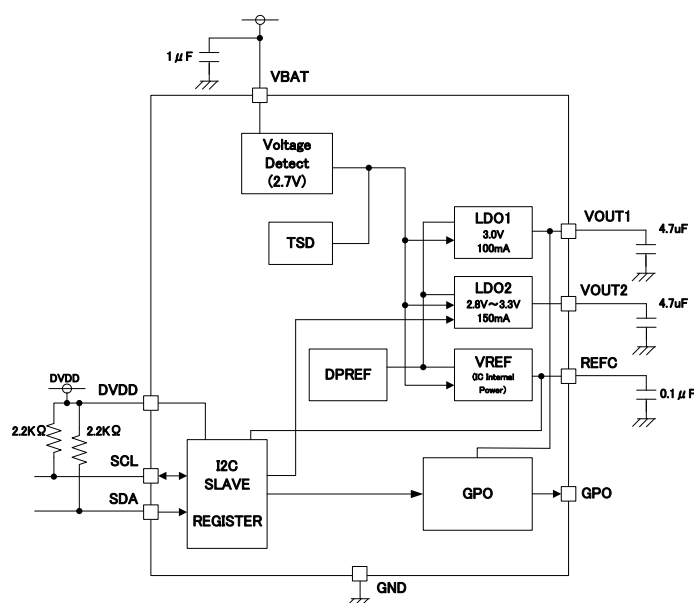 1μF
VBAT
Voltage
Detect
(2.7V)
TSD
LDO1
3.0V
100mA
VOUT1
4.7uF
LDO2
2.8V～3.3V
150mA
VOUT2
4.7uF
DPREF
VREF
(IC Internal
Power)
REFC
0.1μF
DVDD
DVDD
2.2KΩ
2.2KΩ
SCL
SDA
I2C
SLAVE
REGISTER
GPO
GPO
GND